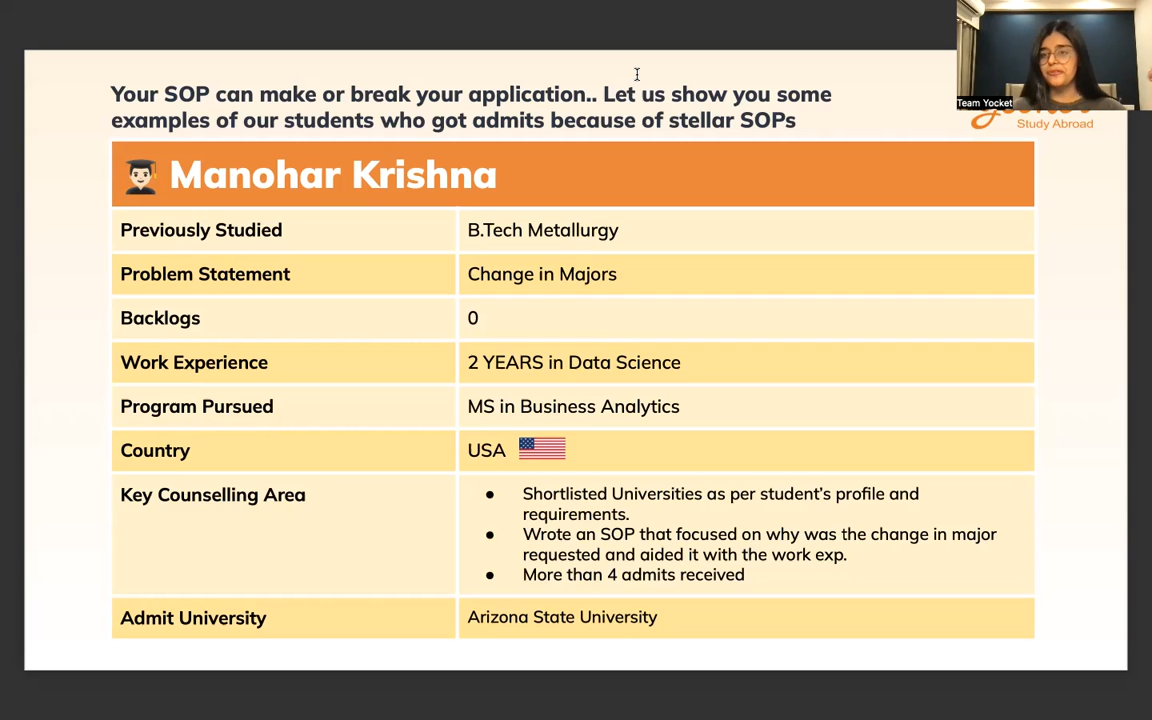 Your SOP can make or break your application.. Let us show you some
examples of our students who got admits because of stellar SOPs
Team Yocket
Study Abroad
Manohar Krishna
Previously Studied B.Tech Metallurgy
Problem Statement Change in Majors
Backlogs 0
Work Experience 2 YEARS in Data Science
Program Pursued MS in Business Analytics
Country USA
Key Counselling Area
● Shortlisted Universities as per student's profile and
requirements.
● Wrote an SOP that focused on why was the change in major
requested and aided it with the work exp.
● More than 4 admits received
Admit University Arizona State University